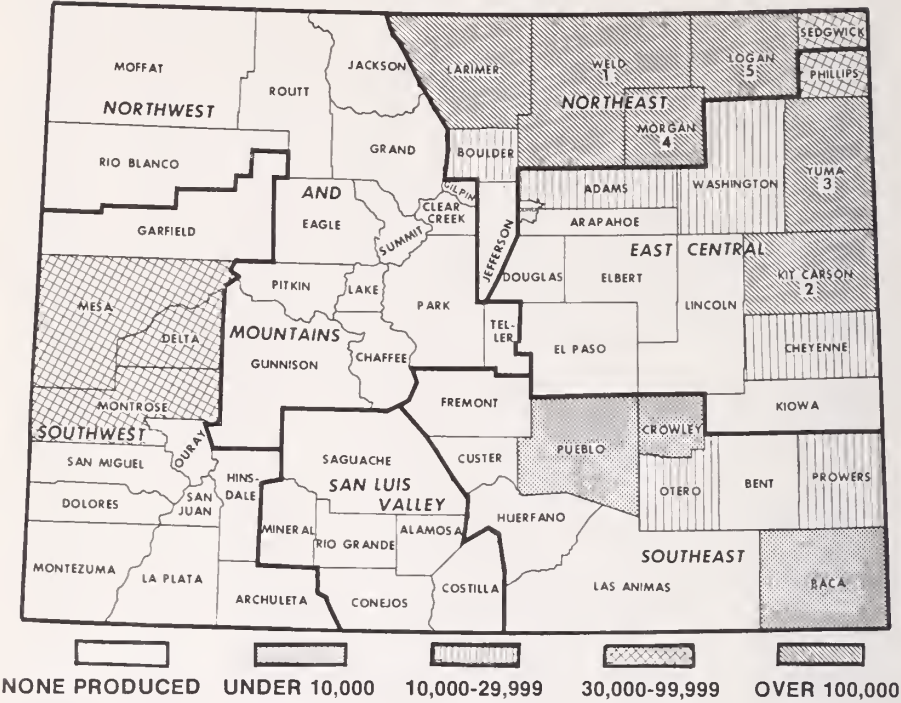 SEDGWICK
MOFFAT
JACKSON
LARIMER
WELD
1
LOGAN
5
PHILLIPS
ROUTT
NORTHWEST
NORTHEAST
MORGAN
4
RIO BLANCO
GRAND
BOULDER
ADAMS
WASHINGTON
YUMA
3
GILPIN
AND
EAGLE
CLEAR
CREEK
ARAPAHOE
GARFIELD
SUMMIT
JEFFERSON
EAST CENTRAL
MESA
PITKIN
LAKE
PARK
DOUGLAS
ELBERT
LINCOLN
KIT CARSON
2
DELTA
MOUNTAINS
GUNNISON
CHAFFEE
TEL-
LER
EL PASO
CHEYENNE
MONTROSE
FREMONT
KIOWA
SOUTHWEST
OURAY
PUEBLO
CROWLEY
SAN MIGUEL
SAGUACHE
CUSTER
HINS-
DALE
SAN LUIS
VALLEY
OTERO
BENT
PROWERS
DOLORES
SAN
JUAN
HUERFANO
MINERAL
RIO GRANDE
ALAMOSA
SOUTHEAST
MONTEZUMA
LA PLATA
COSTILLA
LAS ANIMAS
BACA
ARCHULETA
CONEJOS
NONE PRODUCED
UNDER 10,000
10,000-29,999
30,000-99,999
OVER 100,000